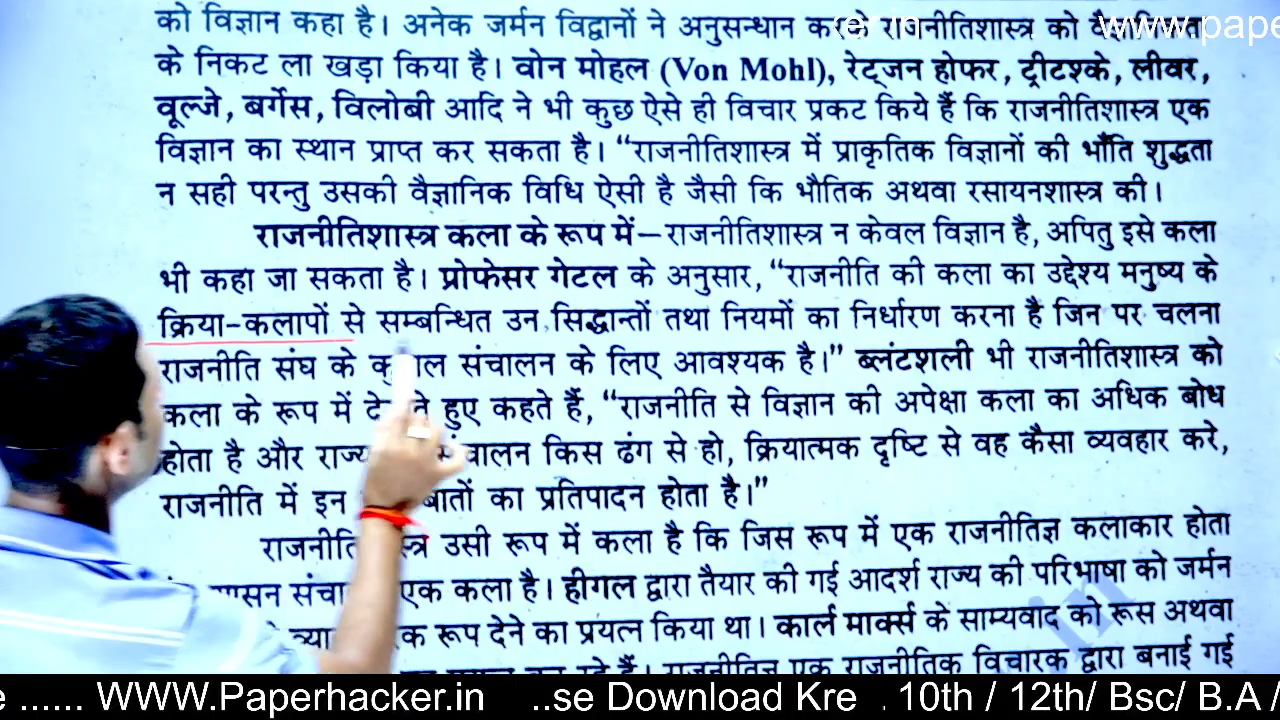 को विज्ञान कहा है। अनेक जर्मन विद्वानों ने अनुसन्धान करके राजनीतिशास्त्र को वैज्ञानिकता
के निकट ला खड़ा किया है। वोन मोहल (Von Mohl), रेट्जन होफर, ट्रीटश्के, लीवर,
वूल्जे, बर्गेस, विलोबी आदि ने भी कुछ ऐसे ही विचार प्रकट किये हैं कि राजनीतिशास्त्र एक
विज्ञान का स्थान प्राप्त कर सकता है। “राजनीतिशास्त्र में प्राकृतिक विज्ञानों की भाँति शुद्धता
न सही परन्तु उसकी वैज्ञानिक विधि ऐसी है जैसी कि भौतिक अथवा रसायनशास्त्र की।
राजनीतिशास्त्र कला के रूप में—राजनीतिशास्त्र न केवल विज्ञान है, अपितु इसे कला
भी कहा जा सकता है। प्रोफेसर गेटल के अनुसार, “राजनीति की कला का उद्देश्य मनुष्य के
क्रिया-कलापों से सम्बन्धित उन सिद्धान्तों तथा नियमों का निर्धारण करना है जिन पर चलना
राजनीति संघ के संचालन के लिए आवश्यक है।” ब्लंटशली भी राजनीतिशास्त्र को
कला के रूप में हुए कहते हैं, “राजनीति से विज्ञान की अपेक्षा कला का अधिक बोध
होता है और राज्य किस ढंग से हो, क्रियात्मक दृष्टि से वह कैसा व्यवहार करे,
राजनीति में इन बातों का प्रतिपादन होता है।”
उसी रूप में कला है कि जिस रूप में एक राजनीतिज्ञ कलाकार होता
एक कला है। हीगल द्वारा तैयार की गई आदर्श राज्य की परिभाषा को जर्मन
रूप देने का प्रयत्न किया था। कार्ल मार्क्स के साम्यवाद को रूस अथवा
राजनीतिज्ञ एक राजनीतिक विचारक द्वारा बनाई गई
...... WWW.Paperhacker.in ..se Download Kre . 10th / 12th/ Bsc/ B.A /